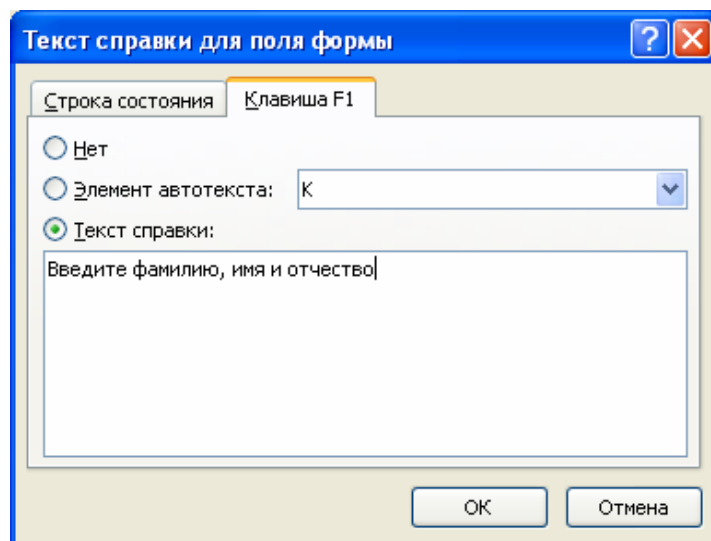 Текст справки для поля формы
Строка состояния
Клавиша F1
Нет
Элемент автотекста: К
Текст справки:
Введите фамилию, имя и отчество
ОК Отмена